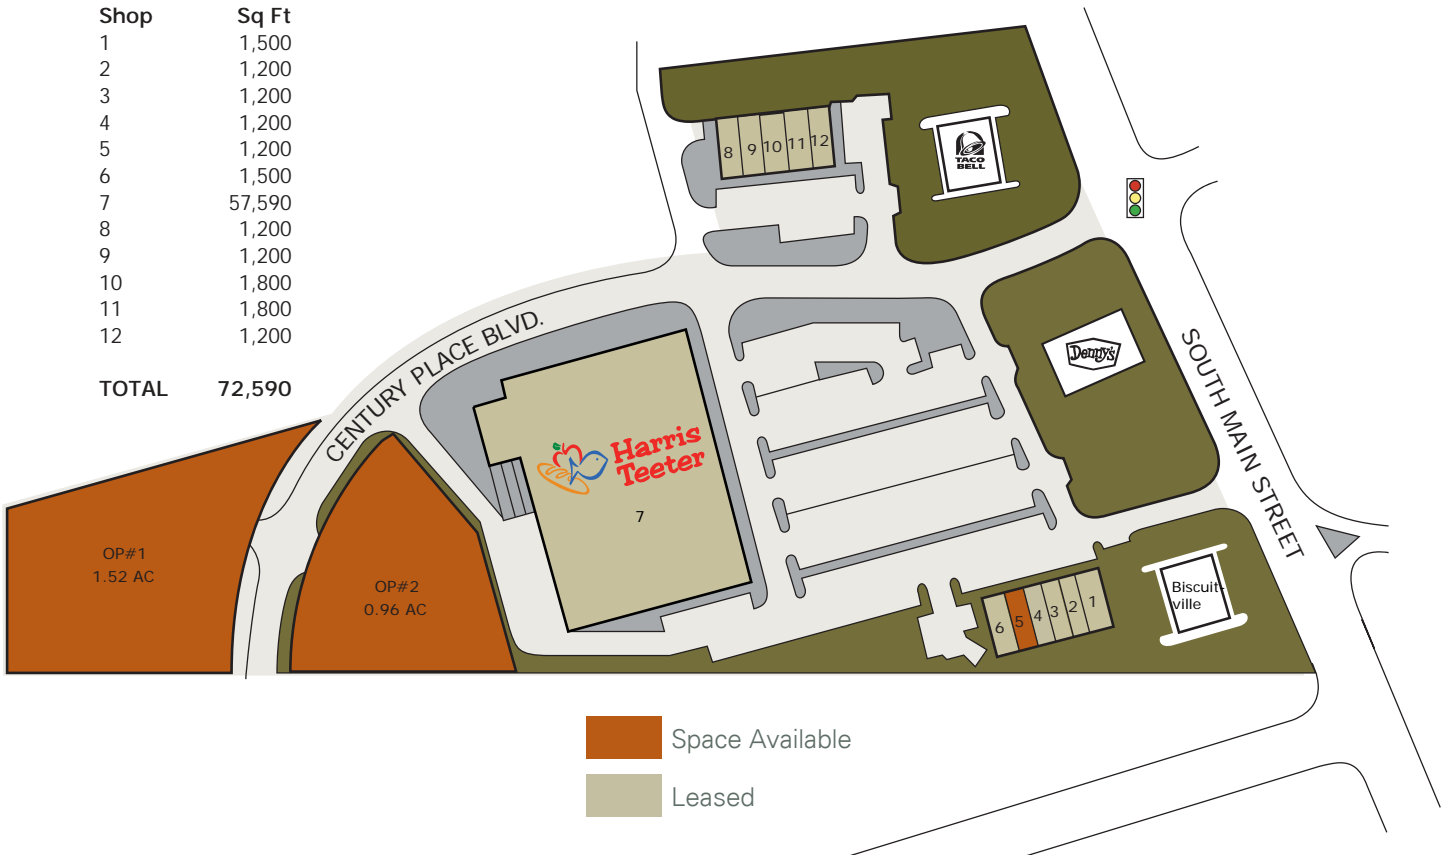 Shop Sq Ft
1 1,500
2 1,200
3 1,200
4 1,200
5 1,200
6 1,500
7 57,590
8 1,200
9 1,200
10 1,800
11 1,800
12 1,200
TOTAL 72,590
8 9 10 11 12
TACO
BELL
CENTURY PLACE BLVD.
Denny's
SOUTH MAIN STREET
Harris
Teeter
7
OP#1
1.52 AC
OP#2
0.96 AC
6 5 4 3 2 1
Biscuit-
ville
Space Available
Leased